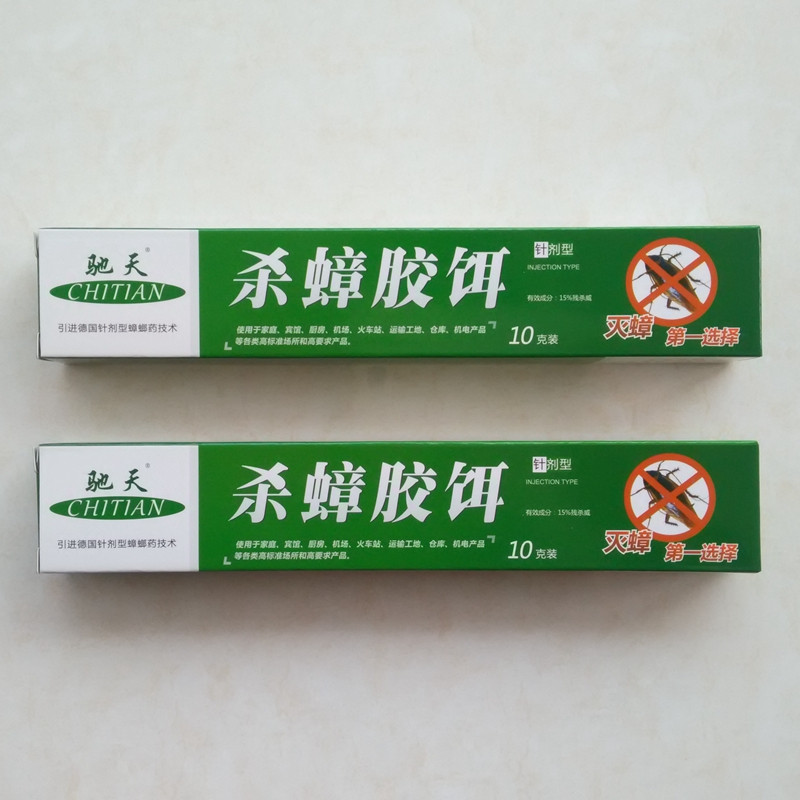 驰天®
CHITIAN
引进德国针剂型蟑螂药技术
杀蟑胶饵
使用于家庭、宾馆、厨房、机场、火车站、运输工地、仓库、机电产品
等各类高标准场所和高要求产品。
针剂型
INJECTION TYPE
有效成分：15%残杀威
10克装
灭蟑 第一选择
驰天®
CHITIAN
引进德国针剂型蟑螂药技术
杀蟑胶饵
使用于家庭、宾馆、厨房、机场、火车站、运输工地、仓库、机电产品
等各类高标准场所和高要求产品。
针剂型
INJECTION TYPE
有效成分：15%残杀威
10克装
灭蟑 第一选择